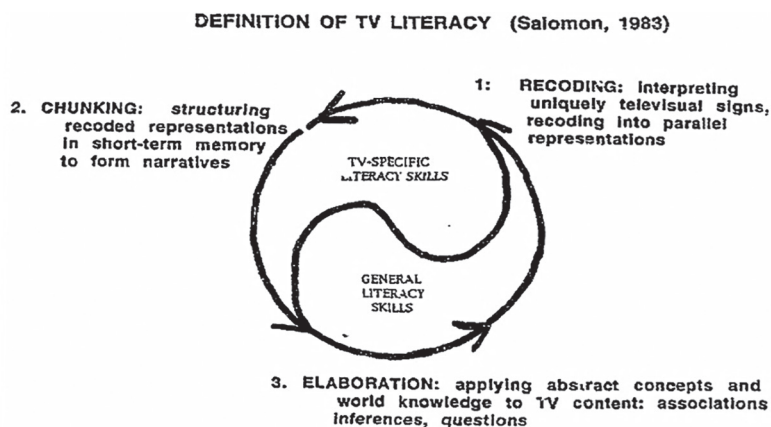 DEFINITION OF TV LITERACY (Salomon, 1983)
1: RECODING: interpreting
uniquely televisual signs,
recoding into parallel
representations
2. CHUNKING: structuring
recoded representations
in short-term memory
to form narratives
TV-SPECIFIC
LITERACY SKILLS
GENERAL
LITERACY
SKILLS
3. ELABORATION: applying abstract concepts and
world knowledge to TV content: associations
inferences, questions